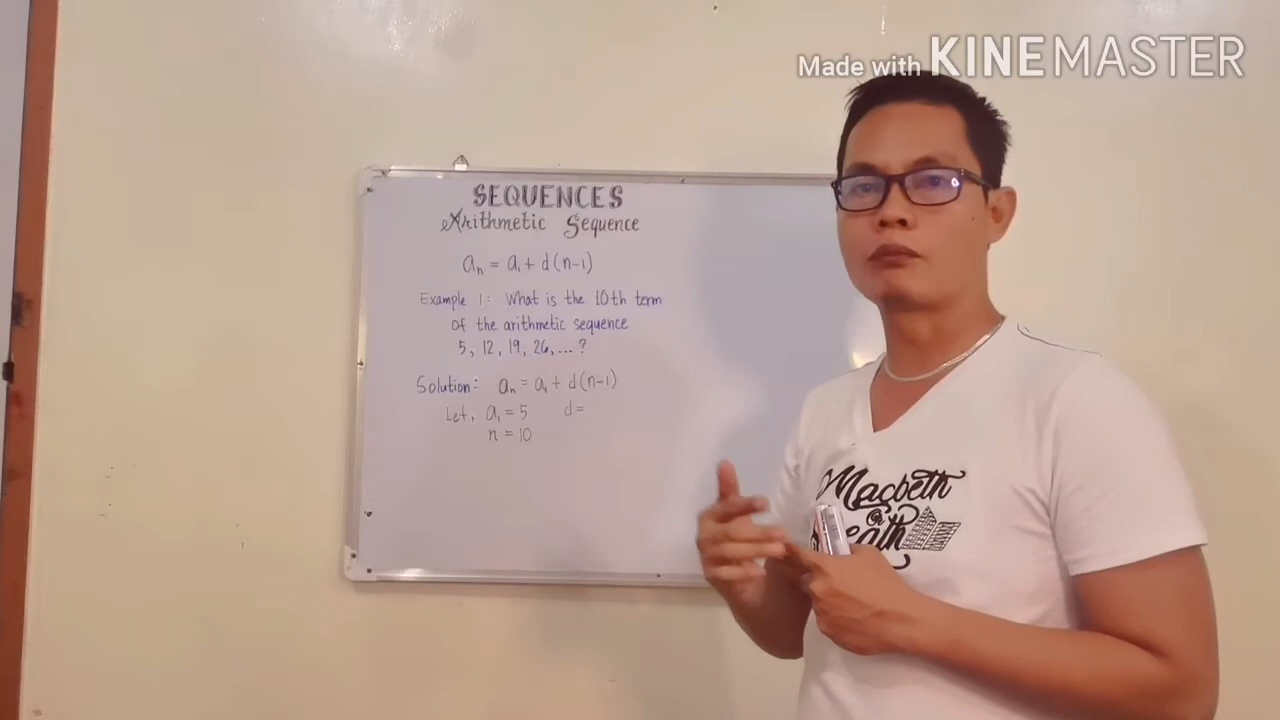 Made with KINEMASTER
SEQUENCES
Arithmetic Sequence
aₙ = a₁ + d(n-1)
Example 1: What is the 10th term
of the arithmetic sequence
5, 12, 19, 26, ... ?
Solution: aₙ = a₁ + d(n-1)
Let, a₁ = 5 d =
n = 10
Macbeth
On